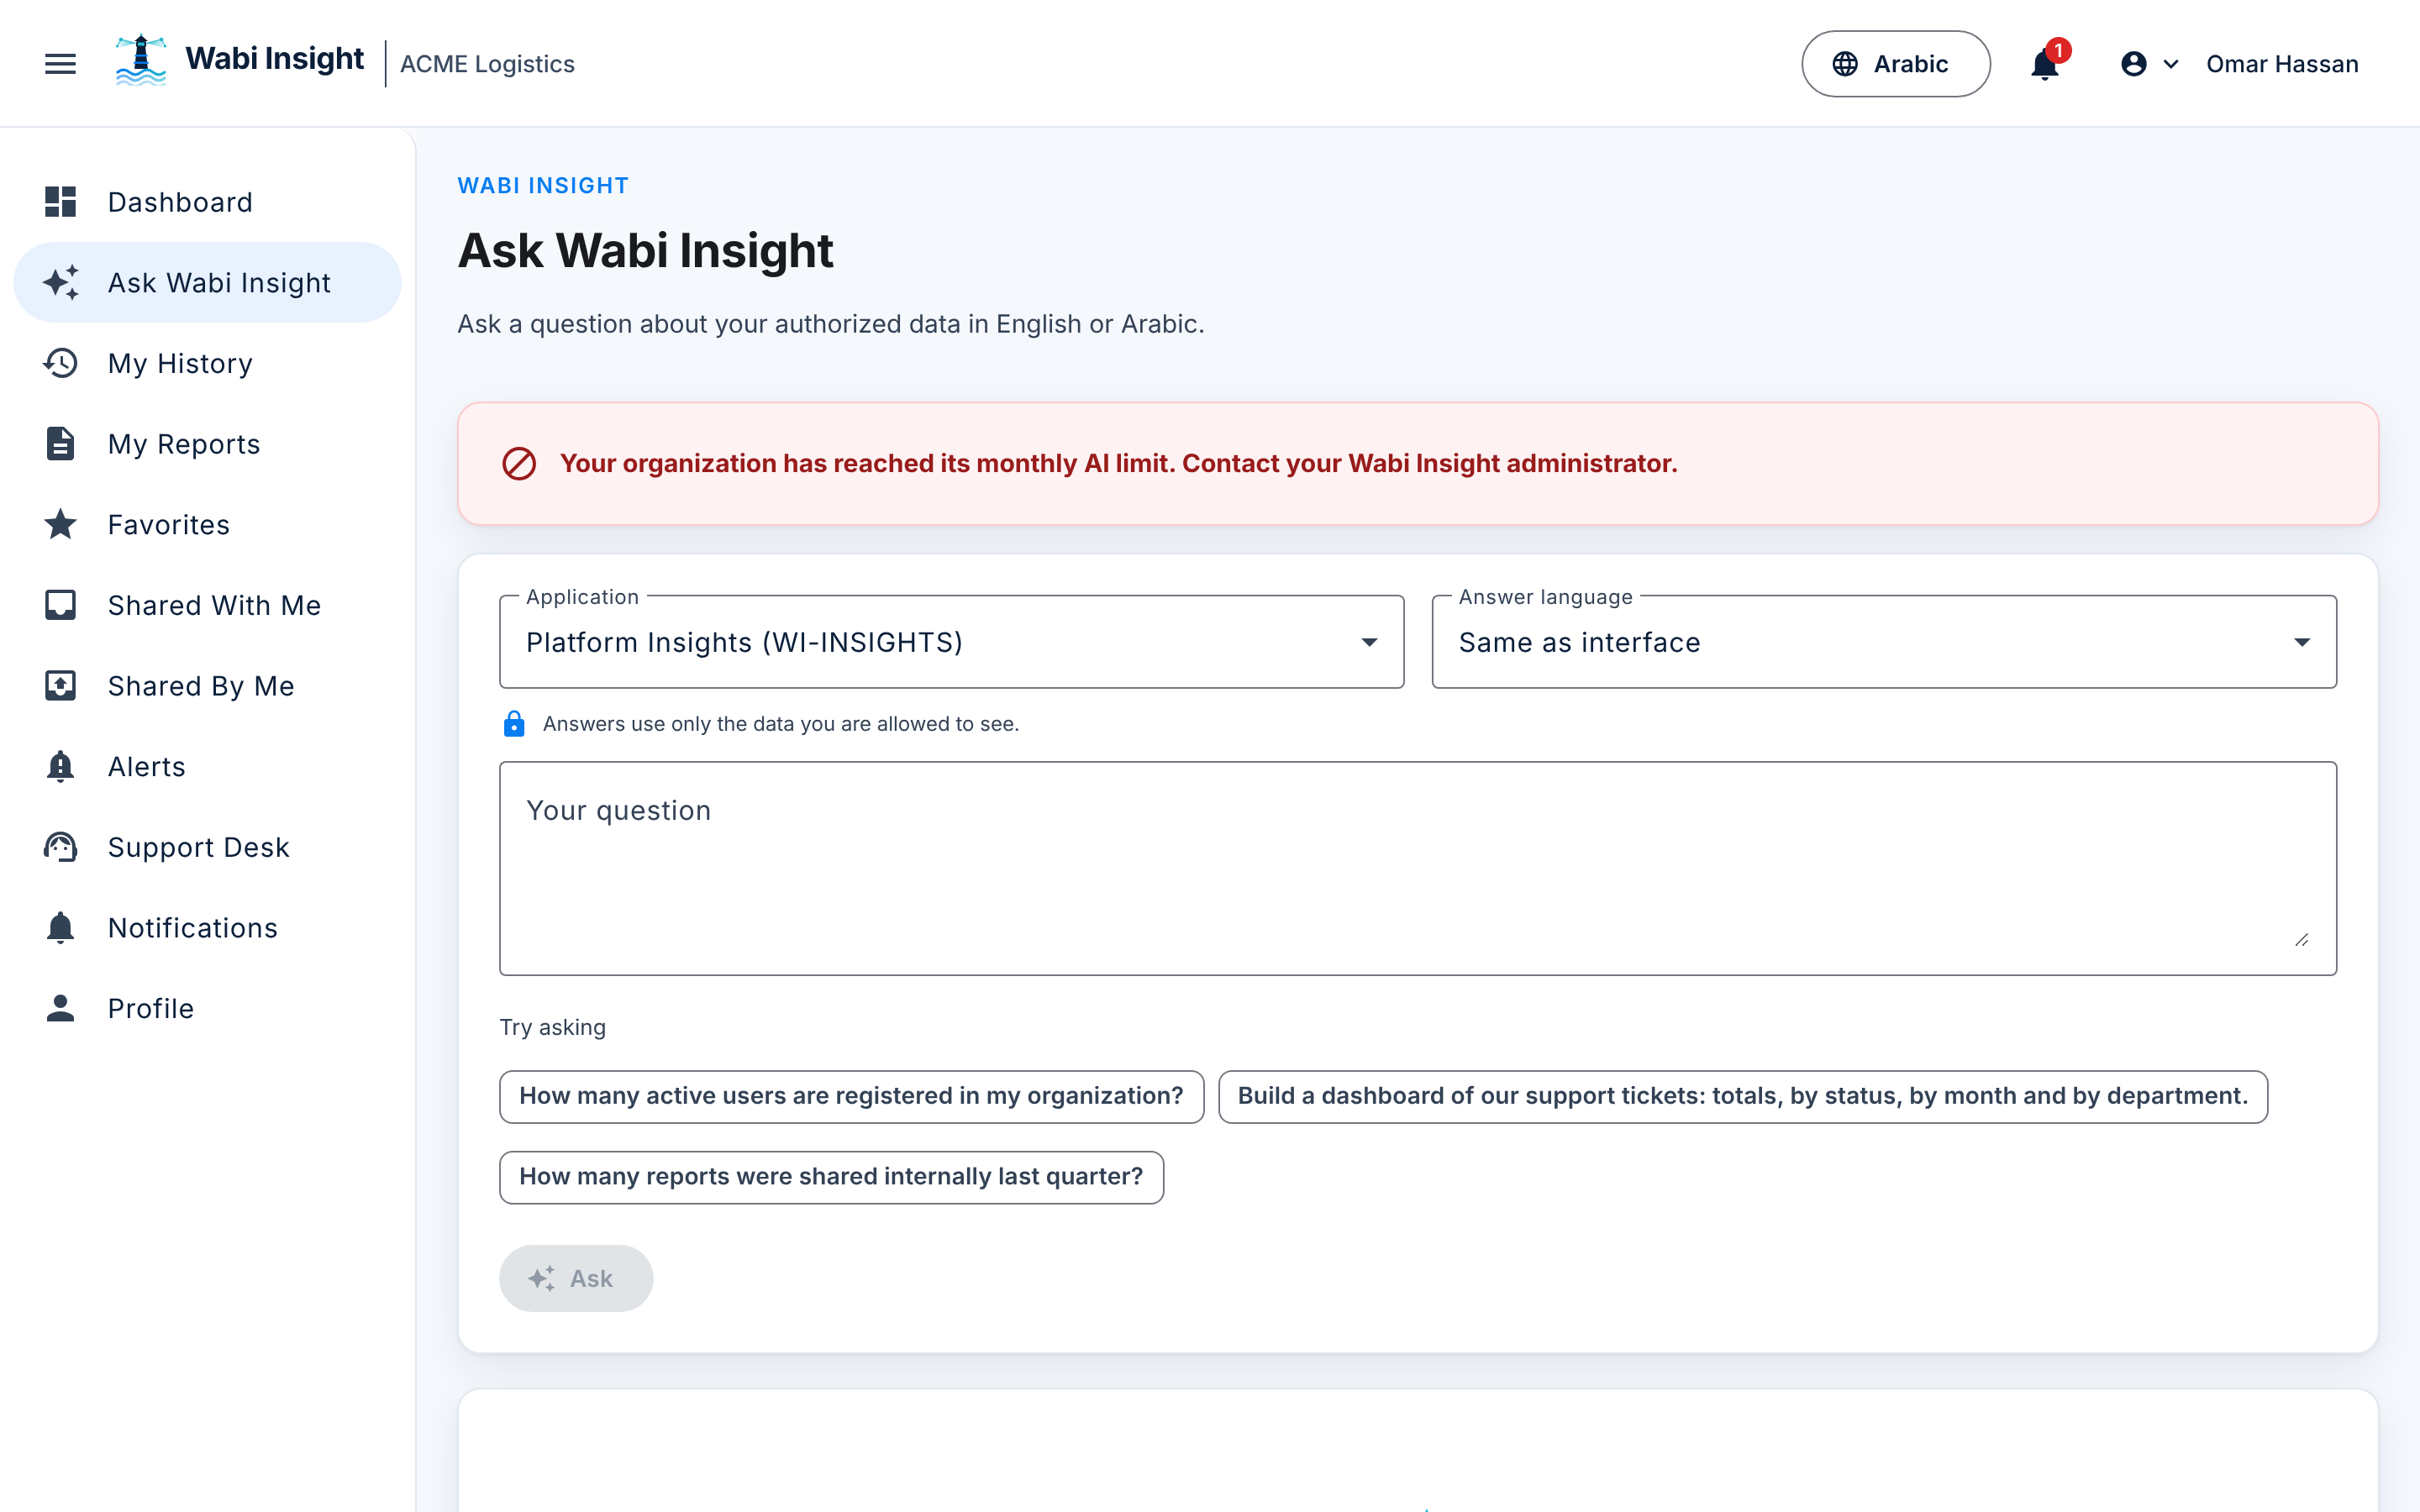 Wabi Insight
ACME Logistics
Arabic
1
Omar Hassan
Dashboard
Ask Wabi Insight
My History
My Reports
Favorites
Shared With Me
Shared By Me
Alerts
Support Desk
Notifications
Profile
WABI INSIGHT
Ask Wabi Insight
Ask a question about your authorized data in English or Arabic.
Your organization has reached its monthly AI limit. Contact your Wabi Insight administrator.
Application
Platform Insights (WI-INSIGHTS)
Answer language
Same as interface
Answers use only the data you are allowed to see.
Your question
Try asking
How many active users are registered in my organization?
Build a dashboard of our support tickets: totals, by status, by month and by department.
How many reports were shared internally last quarter?
Ask